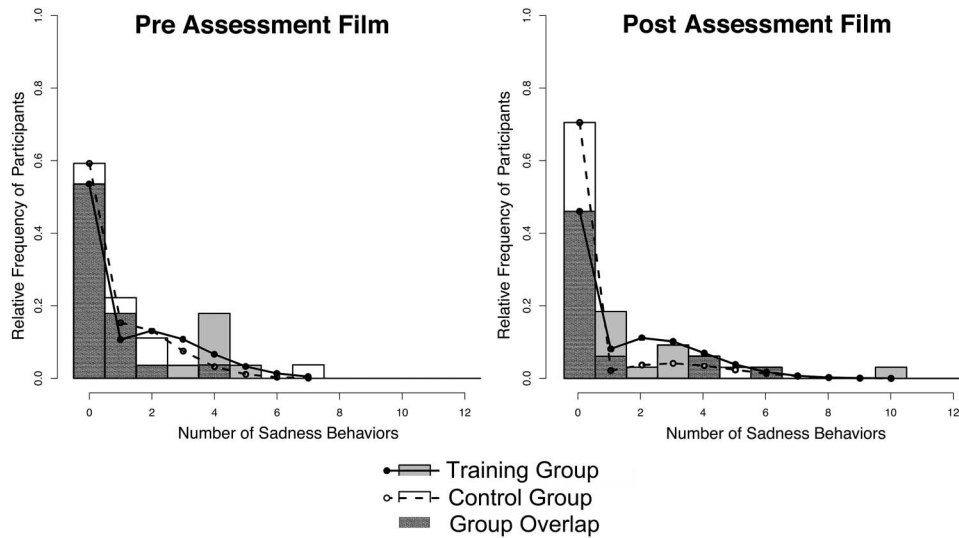 Pre Assessment Film
Relative Frequency of Participants
1.0
0.8
0.6
0.4
0.2
0.0
0 2 4 6 8 10 12
Number of Sadness Behaviors
Post Assessment Film
Relative Frequency of Participants
1.0
0.8
0.6
0.4
0.2
0.0
0 2 4 6 8 10 12
Number of Sadness Behaviors
Training Group
Control Group
Group Overlap